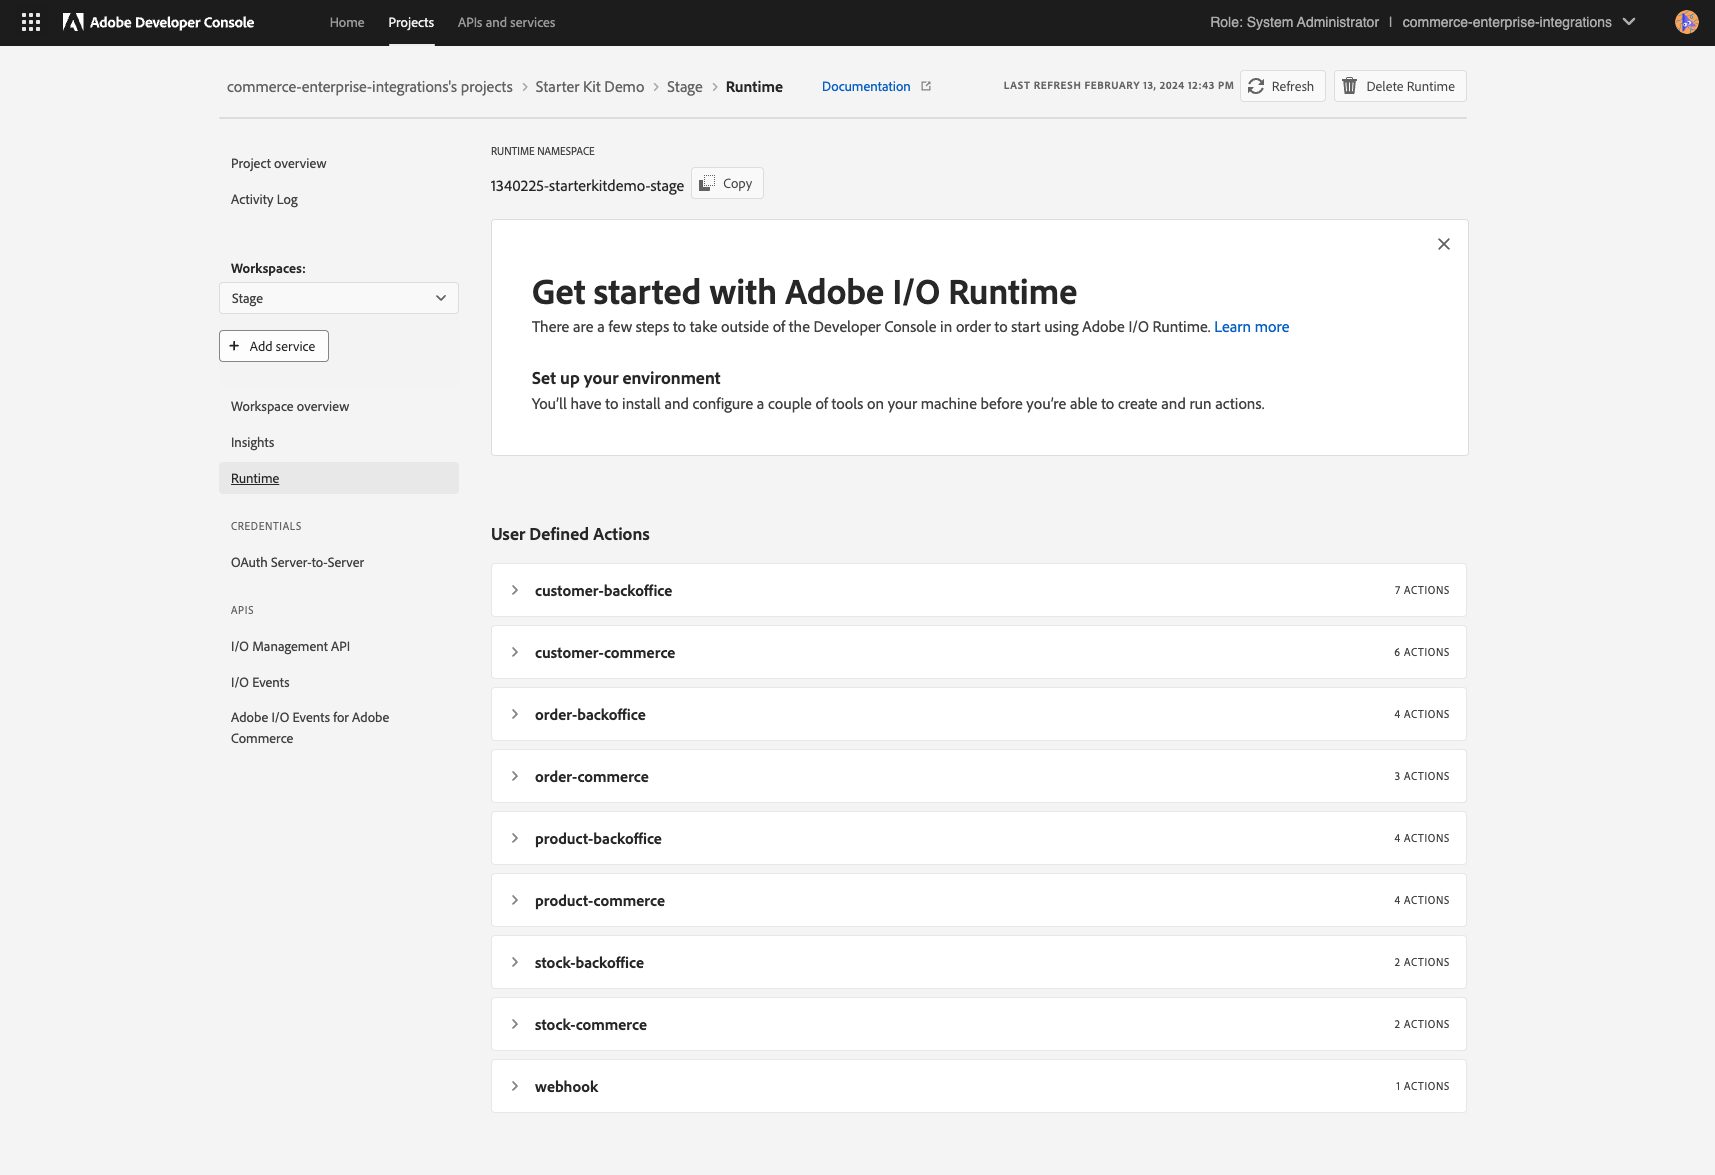 Adobe Developer Console
Home
Projects
APIs and services
Role: System Administrator | commerce-enterprise-integrations
commerce-enterprise-integrations's projects > Starter Kit Demo > Stage > Runtime
Documentation
LAST REFRESH FEBRUARY 13, 2024 12:43 PM
Refresh
Delete Runtime
Project overview
Activity Log
Workspaces:
Stage
+ Add service
Workspace overview
Insights
Runtime
CREDENTIALS
OAuth Server-to-Server
APIS
I/O Management API
I/O Events
Adobe I/O Events for Adobe
Commerce
RUNTIME NAMESPACE
1340225-starterkitdemo-stage
Copy
Get started with Adobe I/O Runtime
There are a few steps to take outside of the Developer Console in order to start using Adobe I/O Runtime. Learn more
Set up your environment
You’ll have to install and configure a couple of tools on your machine before you’re able to create and run actions.
User Defined Actions
customer-backoffice 7 ACTIONS
customer-commerce 6 ACTIONS
order-backoffice 4 ACTIONS
order-commerce 3 ACTIONS
product-backoffice 4 ACTIONS
product-commerce 4 ACTIONS
stock-backoffice 2 ACTIONS
stock-commerce 2 ACTIONS
webhook 1 ACTIONS